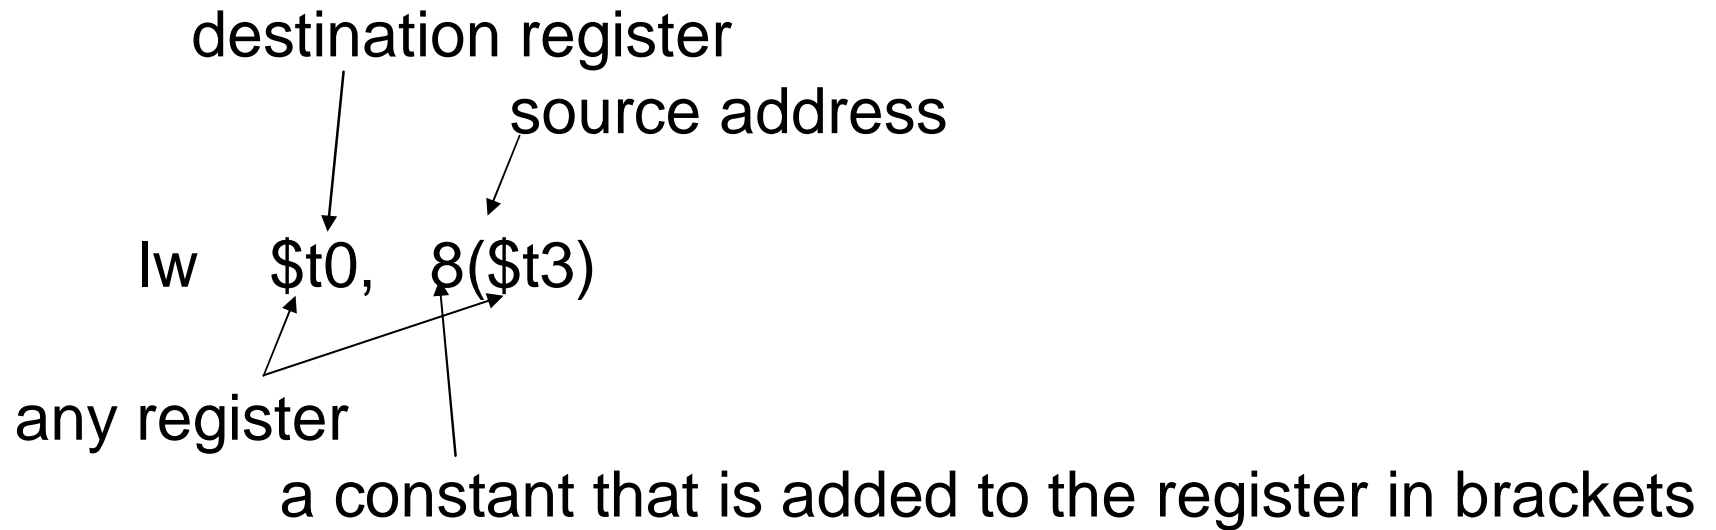 destination register
source address
lw $t0, 8($t3)
any register
a constant that is added to the register in brackets